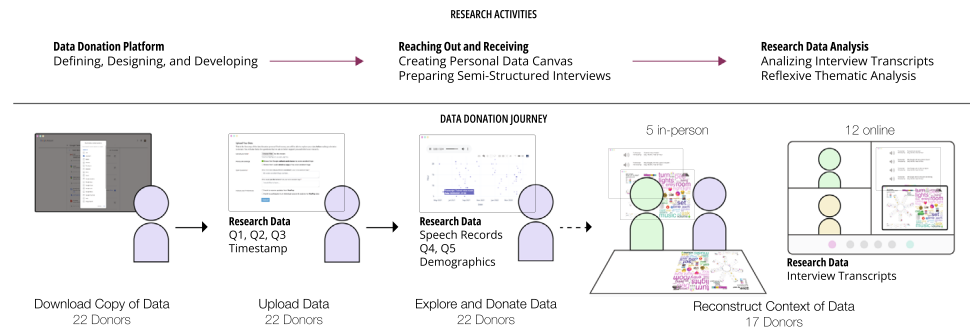 RESEARCH ACTIVITIES
Data Donation Platform
Defining, Designing, and Developing
Reaching Out and Receiving
Creating Personal Data Canvas
Preparing Semi-Structured Interviews
Research Data Analysis
Analizing Interview Transcripts
Reflexive Thematic Analysis
DATA DONATION JOURNEY
5 in-person
12 online
Research Data
Q1, Q2, Q3
Timestamp
Research Data
Speech Records
Q4, Q5
Demographics
Research Data
Interview Transcripts
Download Copy of Data
22 Donors
Upload Data
22 Donors
Explore and Donate Data
22 Donors
Reconstruct Context of Data
17 Donors